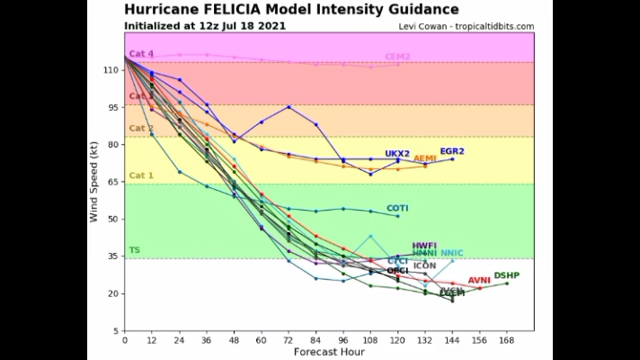 Hurricane FELICIA Model Intensity Guidance
Initialized at 12z Jul 18 2021
Levi Cowan - tropicaltidbits.com
Cat 4
CEM2
110
Cat 3
95
Cat 2
80
UKX2
AEMI
EGR2
65
Cat 1
COTI
50
TS
HWFI
HMNI
NNIC
35
OFCI
ICON
AVNI
DSHP
20
5
0 12 24 36 48 60 72 84 96 108 120 132 144 156 168
Wind Speed (kt)
Forecast Hour